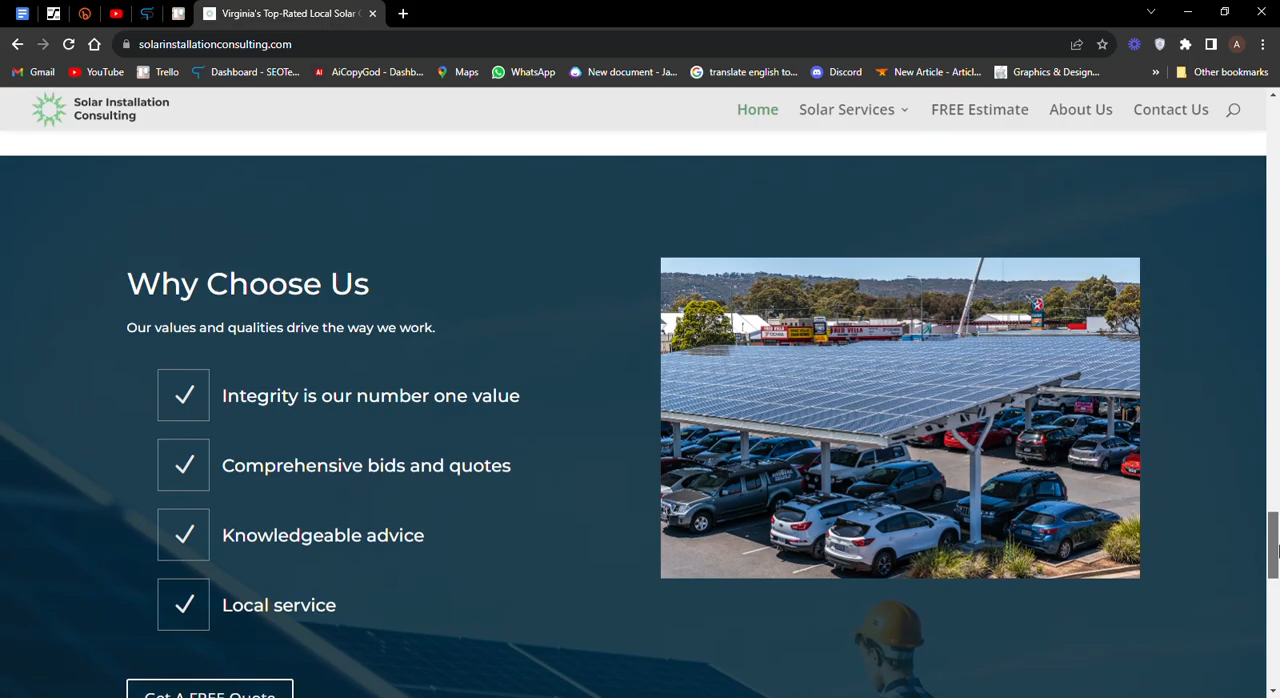 Virginia's Top-Rated Local Solar
solarinstallationconsulting.com
A
Gmail
YouTube
Trello
Dashboard - SEOTe...
AiCopyGod - Dashb...
Maps
WhatsApp
New document - Ja...
translate english to...
Discord
New Article - Articl...
Graphics & Design...
»
Other bookmarks
Solar Installation
Consulting
Home
Solar Services
FREE Estimate
About Us
Contact Us
Why Choose Us
Our values and qualities drive the way we work.
Integrity is our number one value
Comprehensive bids and quotes
Knowledgeable advice
Local service
Get A FREE Quote